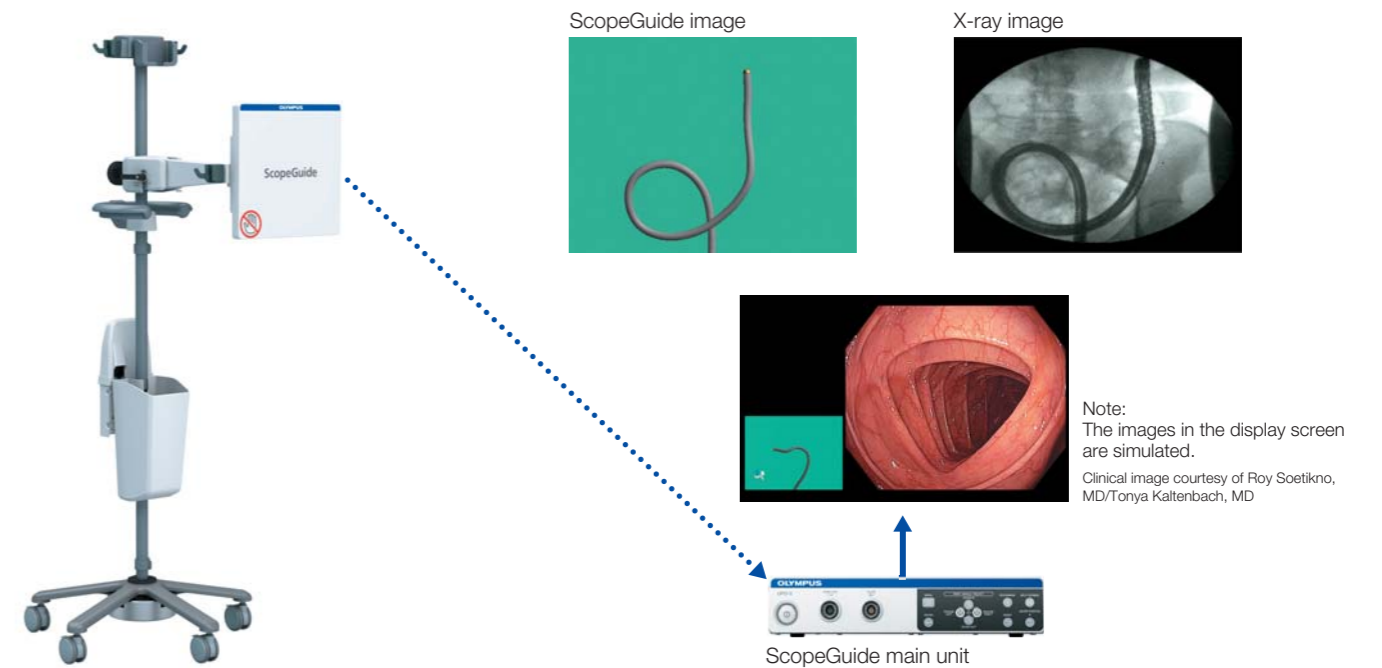 ScopeGuide image
X-ray image
OLYMPUS
ScopeGuide
Note:
The images in the display screen
are simulated.
Clinical image courtesy of Roy Soetikno,
MD/Tonya Kaltenbach, MD
OLYMPUS
ScopeGuide main unit